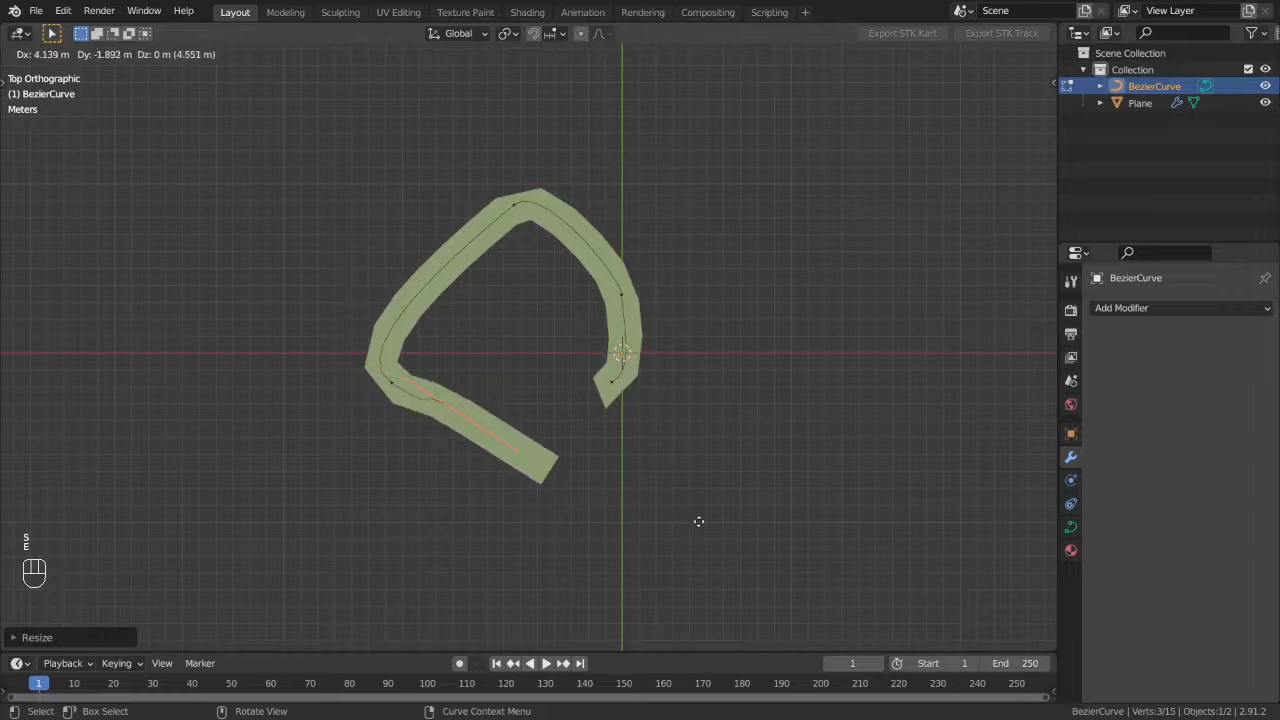 File Edit Render Window Help Layout Modeling Sculpting UV Editing Texture Paint Shading Animation Rendering Compositing Scripting + Scene View Layer
Global Export STK Kart Export STK Track
Dx: 4.139 m Dy: -1.892 m Dz: 0 m (4.551 m)
Top Orthographic
(1) BezierCurve
Meters
Scene Collection
Collection
BezierCurve
Plane
BezierCurve
Add Modifier
S
E
Resize
Playback Keying View Marker 1 Start 1 End 250
1 10 20 30 40 50 60 70 80 90 100 110 120 130 140 150 160 170 180 190 200 210 220 230 240 250
Select Box Select Rotate View Curve Context Menu BezierCurve | Verts:3/15 | Objects:1/2 | 2.91.2